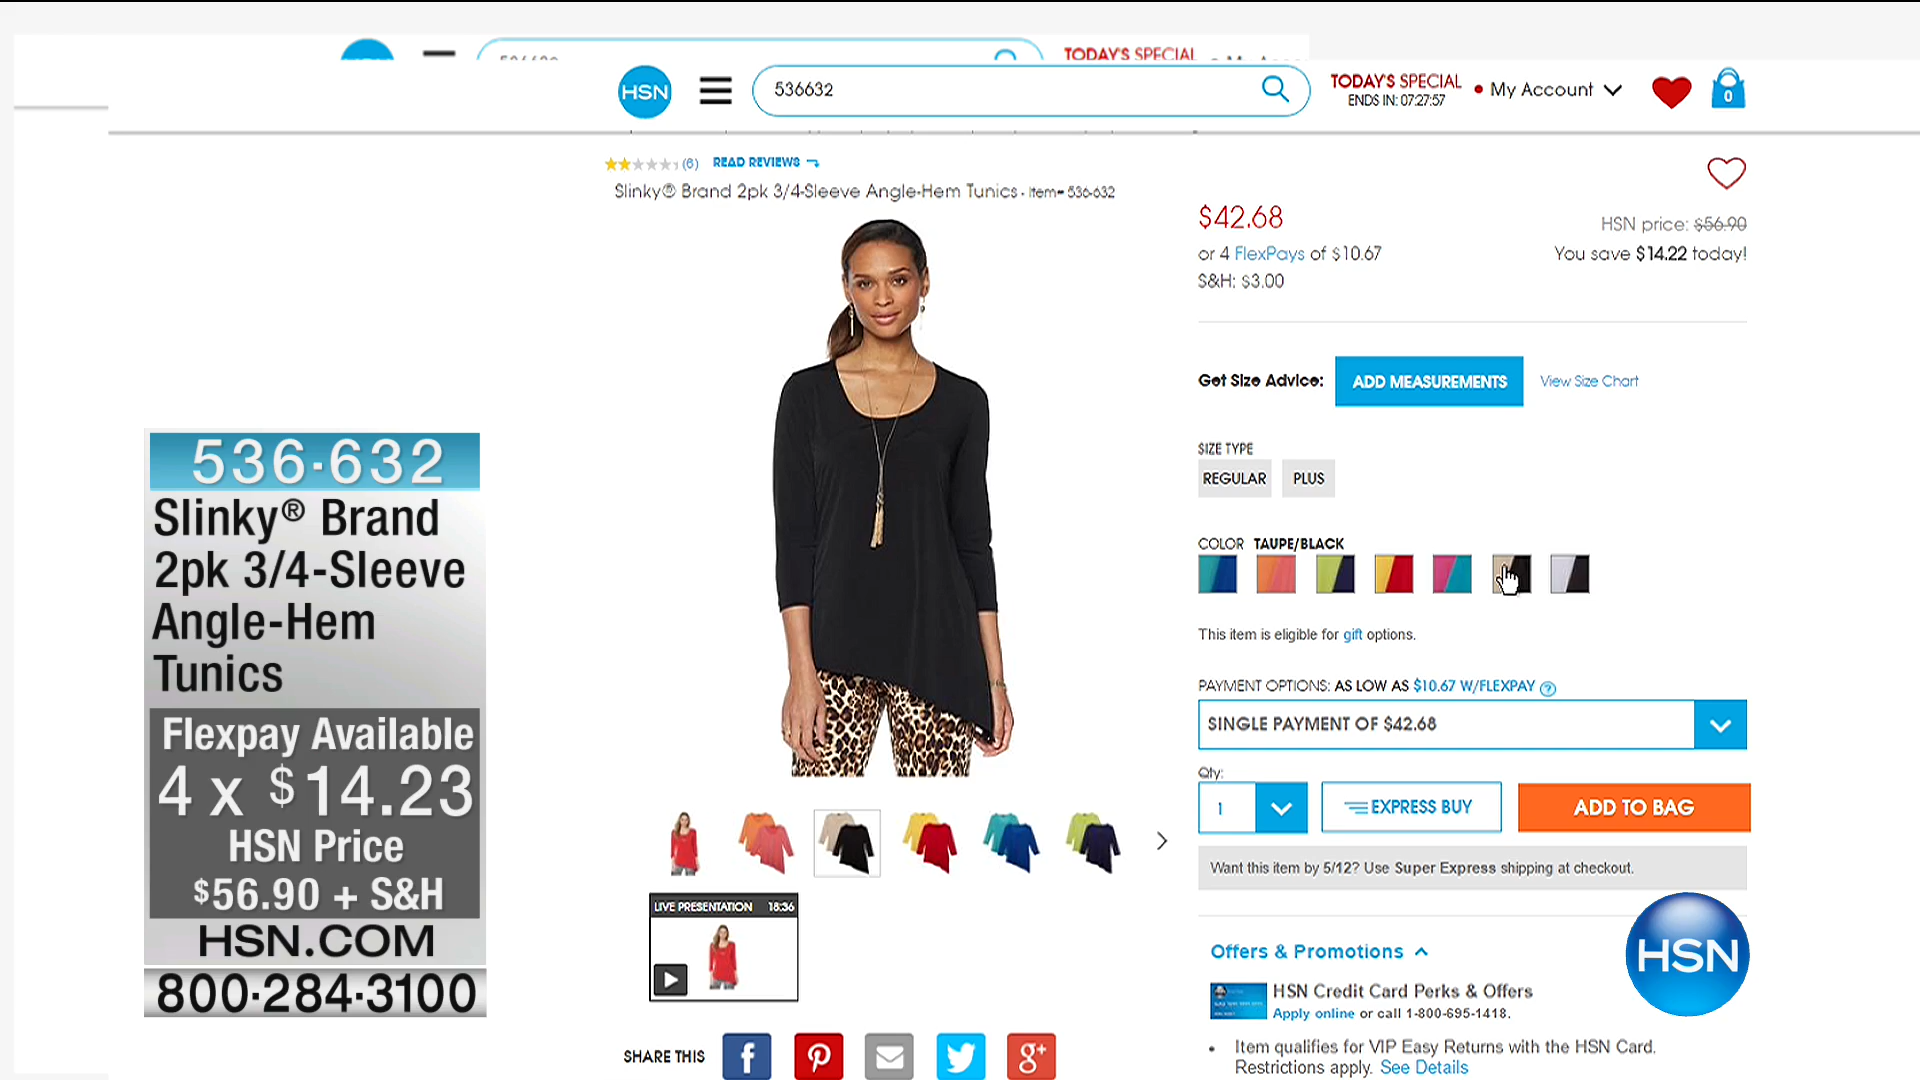 TODAY'S SPECIAL
HSN
536632
TODAY'S SPECIAL
ENDS IN: 07:27:57
My Account
0
(6) READ REVIEWS
Slinky® Brand 2pk 3/4-Sleeve Angle-Hem Tunics - Item# 536-632
$42.68
HSN price: $56.90
or 4 FlexPays of $10.67
You save $14.22 today!
S&H: $3.00
Get Size Advice:
ADD MEASUREMENTS
View Size Chart
SIZE TYPE
REGULAR
PLUS
COLOR TAUPE/BLACK
This item is eligible for gift options.
PAYMENT OPTIONS: AS LOW AS $10.67 W/FLEXPAY ?
SINGLE PAYMENT OF $42.68
Qty:
1
EXPRESS BUY
ADD TO BAG
Want this item by 5/12? Use Super Express shipping at checkout.
Offers & Promotions
HSN Credit Card Perks & Offers
Apply online or call 1-800-695-1418.
• Item qualifies for VIP Easy Returns with the HSN Card.
Restrictions apply. See Details
HSN
LIVE PRESENTATION 18:36
SHARE THIS
536·632
Slinky® Brand
2pk 3/4-Sleeve
Angle-Hem
Tunics
Flexpay Available
4 x $14.23
HSN Price
$56.90 + S&H
HSN.COM
800·284·3100